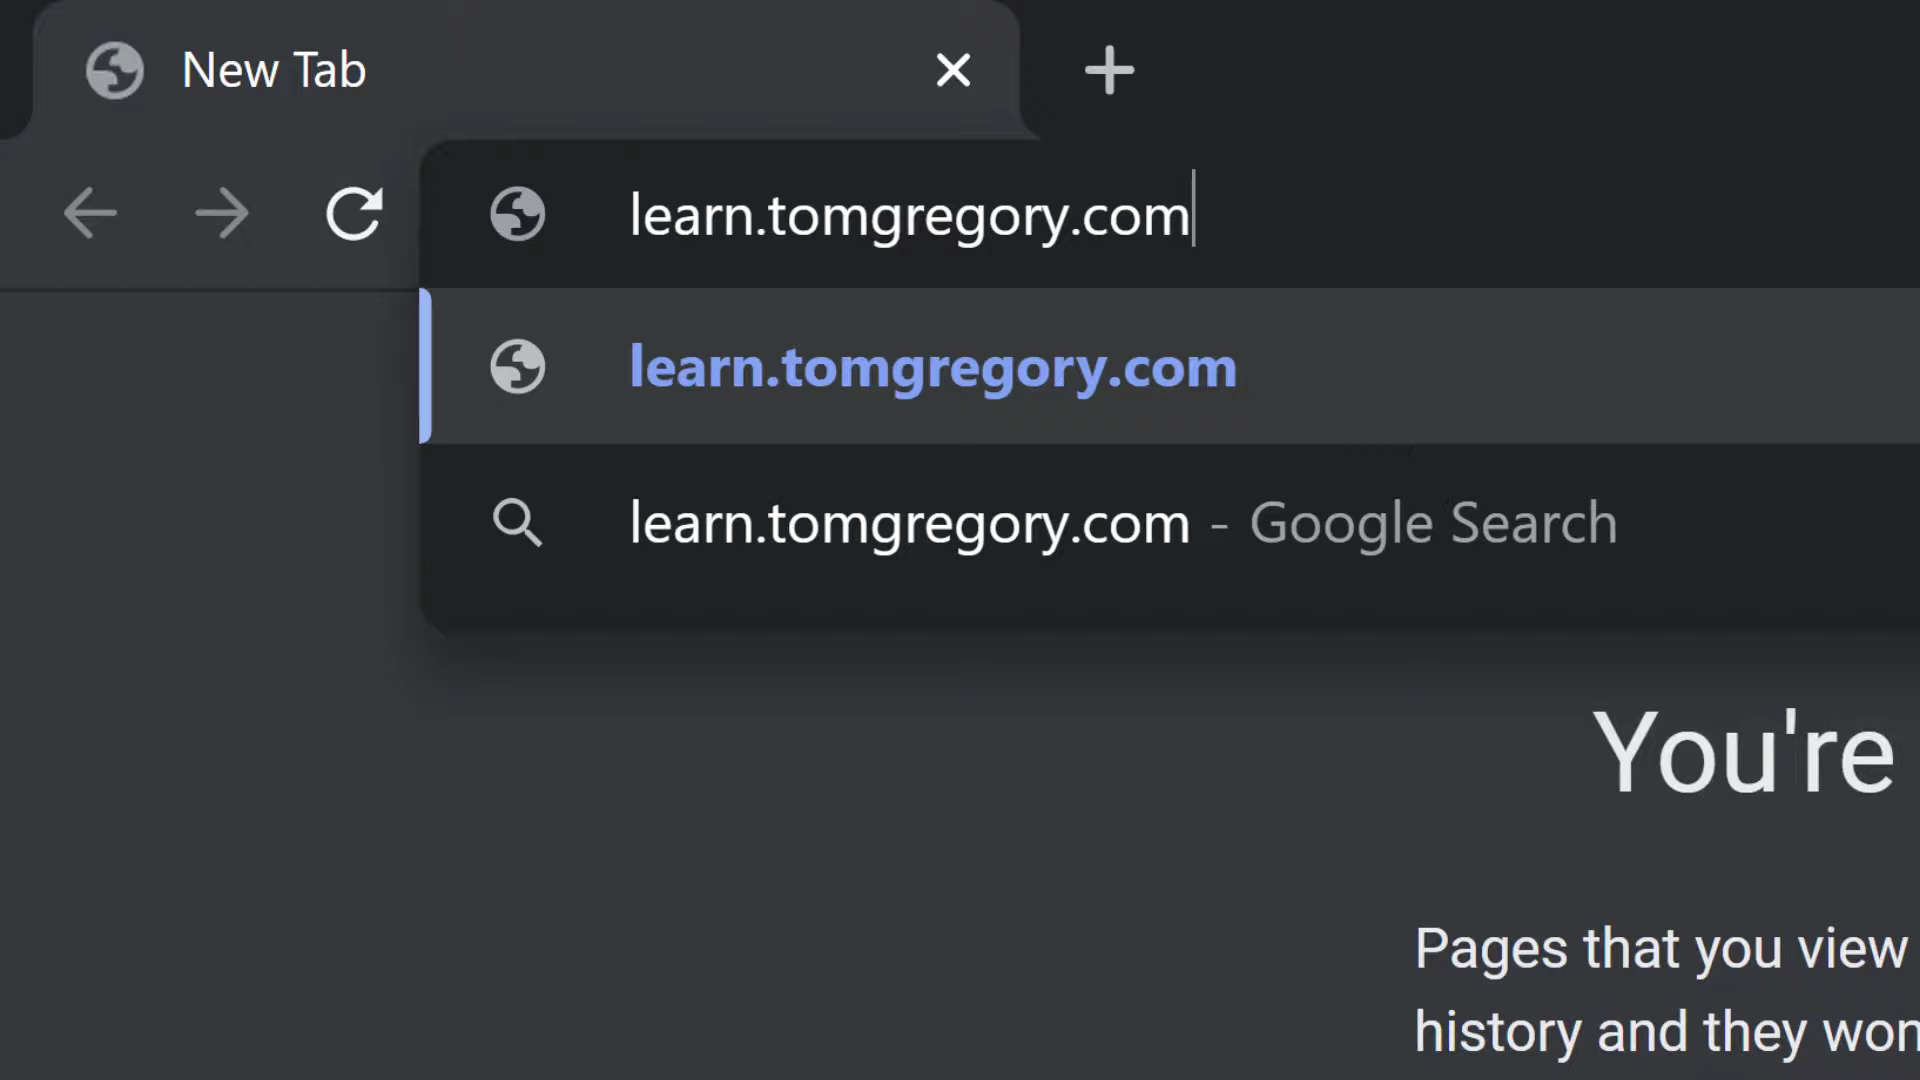 New Tab
learn.tomgregory.com
learn.tomgregory.com
learn.tomgregory.com - Google Search
You're
Pages that you view
history and they won